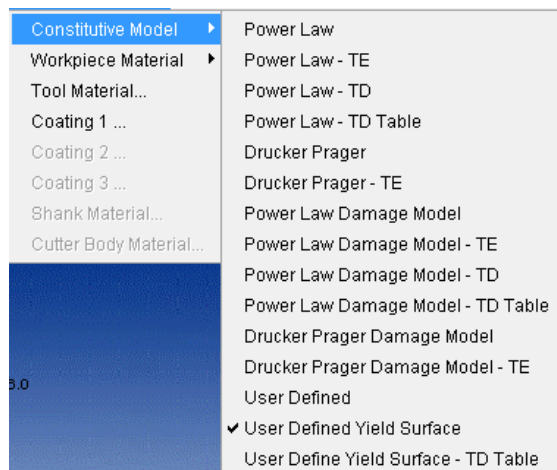 Constitutive Model
Workpiece Material
Tool Material...
Coating 1 ...
Coating 2 ...
Coating 3 ...
Shank Material...
Cutter Body Material...
Power Law
Power Law - TE
Power Law - TD
Power Law - TD Table
Drucker Prager
Drucker Prager - TE
Power Law Damage Model
Power Law Damage Model - TE
Power Law Damage Model - TD
Power Law Damage Model - TD Table
Drucker Prager Damage Model
Drucker Prager Damage Model - TE
User Defined
User Defined Yield Surface
User Define Yield Surface - TD Table